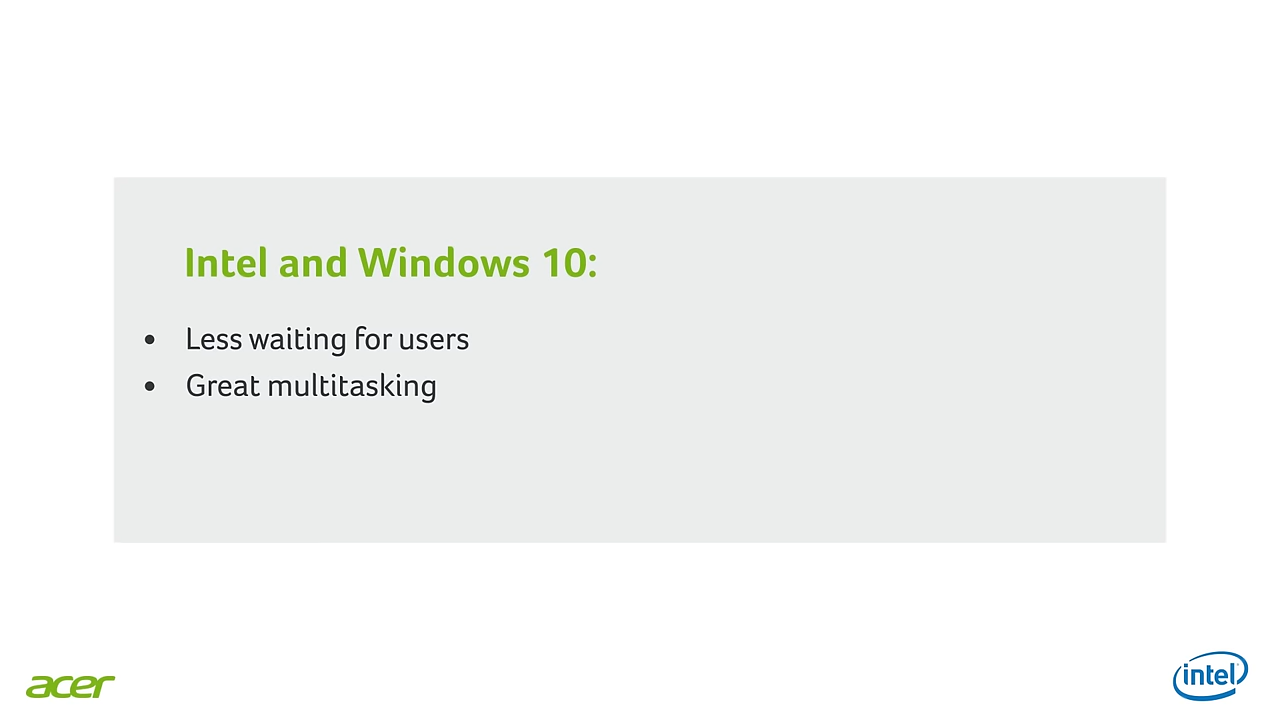 Intel and Windows 10:
• Less waiting for users
• Great multitasking
acer
intel